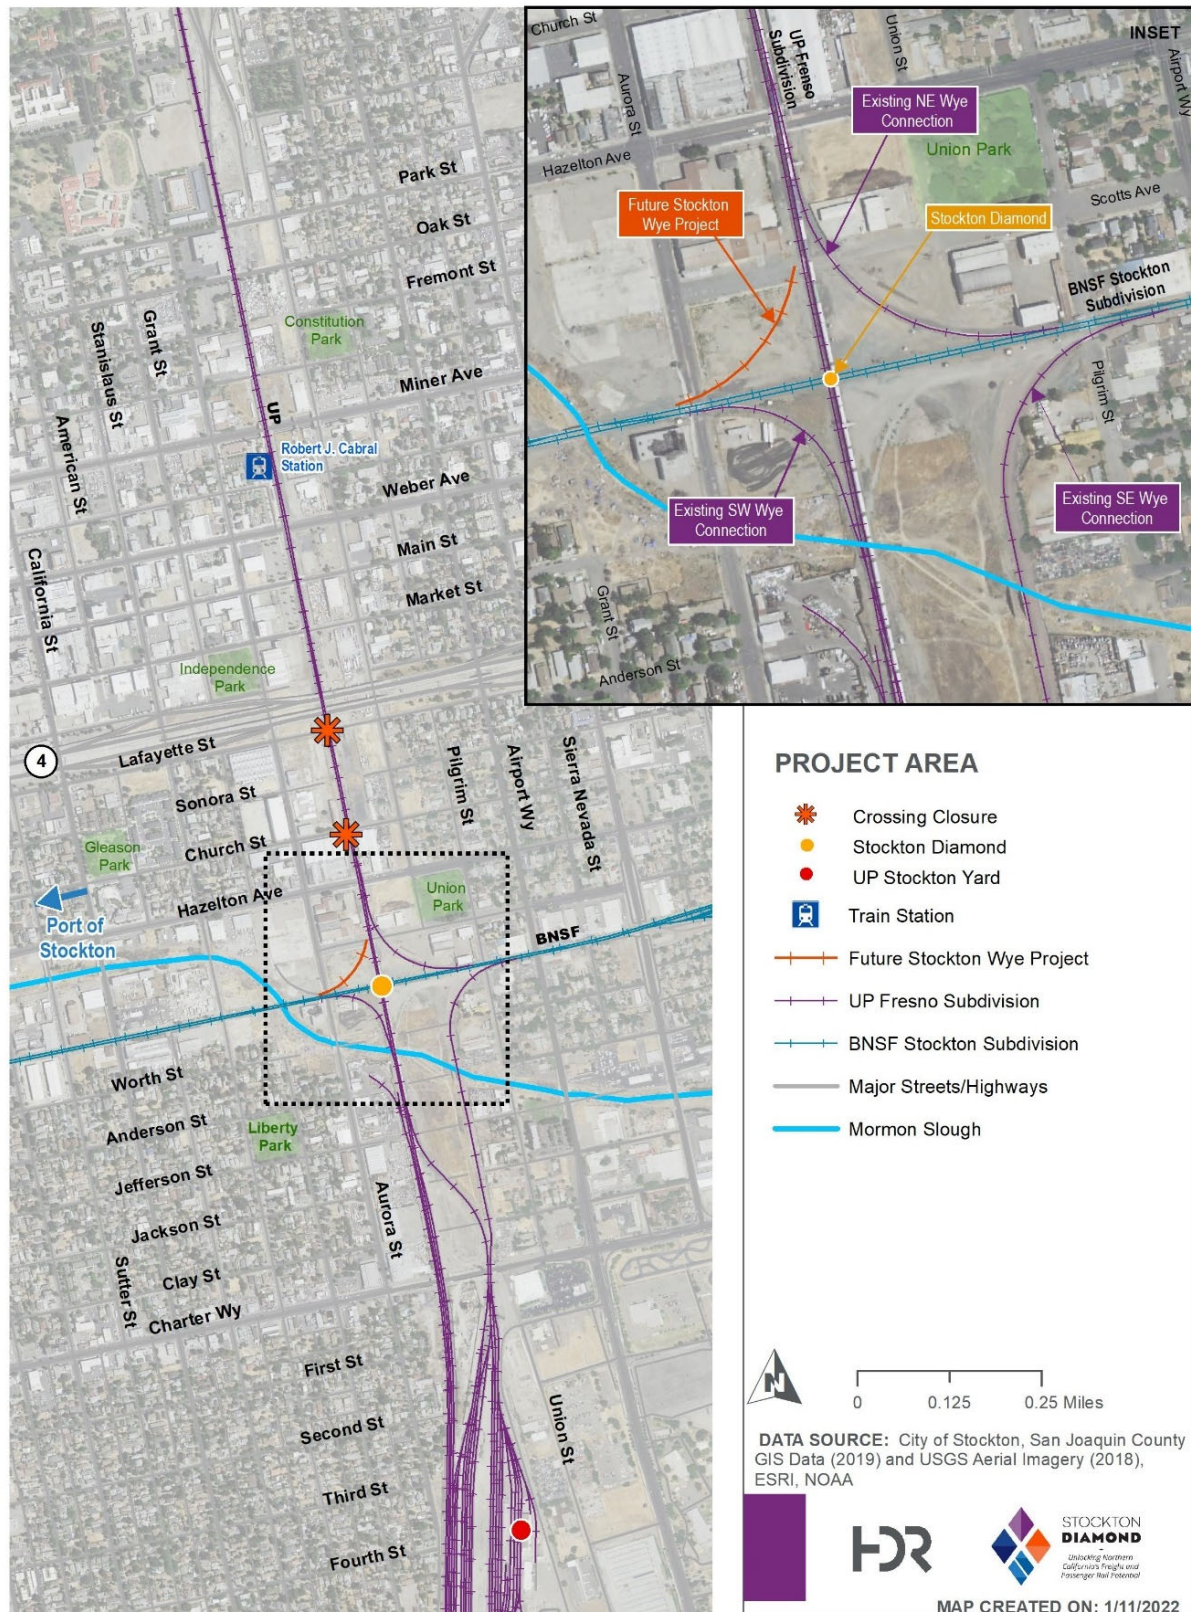 Park St
Oak St
Fremont St
Constitution
Park
Grant St
Stanislaus St
American St
Miner Ave
UP
Robert J. Cabral
Station
Weber Ave
Main St
Market St
California St
Independence
Park
4
Lafayette St
Sonora St
Church St
Hazelton Ave
Gleason
Park
Port of
Stockton
Pilgrim St
Airport Wy
Sierra Nevada St
Union
Park
BNSF
Worth St
Anderson St
Liberty
Park
Jefferson St
Jackson St
Aurora St
Clay St
Sutter St
Charter Wy
First St
Second St
Union St
Third St
Fourth St
INSET
Church St
Aurora St
UP Frenso
Subdivision
Union St
Airport Wy
Existing NE Wye
Connection
Union Park
Hazelton Ave
Future Stockton
Wye Project
Stockton Diamond
Scotts Ave
BNSF Stockton
Subdivision
Pilgrim St
Existing SW Wye
Connection
Existing SE Wye
Connection
Grant St
Anderson St
PROJECT AREA
Crossing Closure
Stockton Diamond
UP Stockton Yard
Train Station
Future Stockton Wye Project
UP Fresno Subdivision
BNSF Stockton Subdivision
Major Streets/Highways
Mormon Slough
N
0 0.125 0.25 Miles
DATA SOURCE: City of Stockton, San Joaquin County
GIS Data (2019) and USGS Aerial Imagery (2018),
ESRI, NOAA
HDR
STOCKTON
DIAMOND
Unlocking Northern
California's Freight and
Passenger Rail Potential
MAP CREATED ON: 1/11/2022